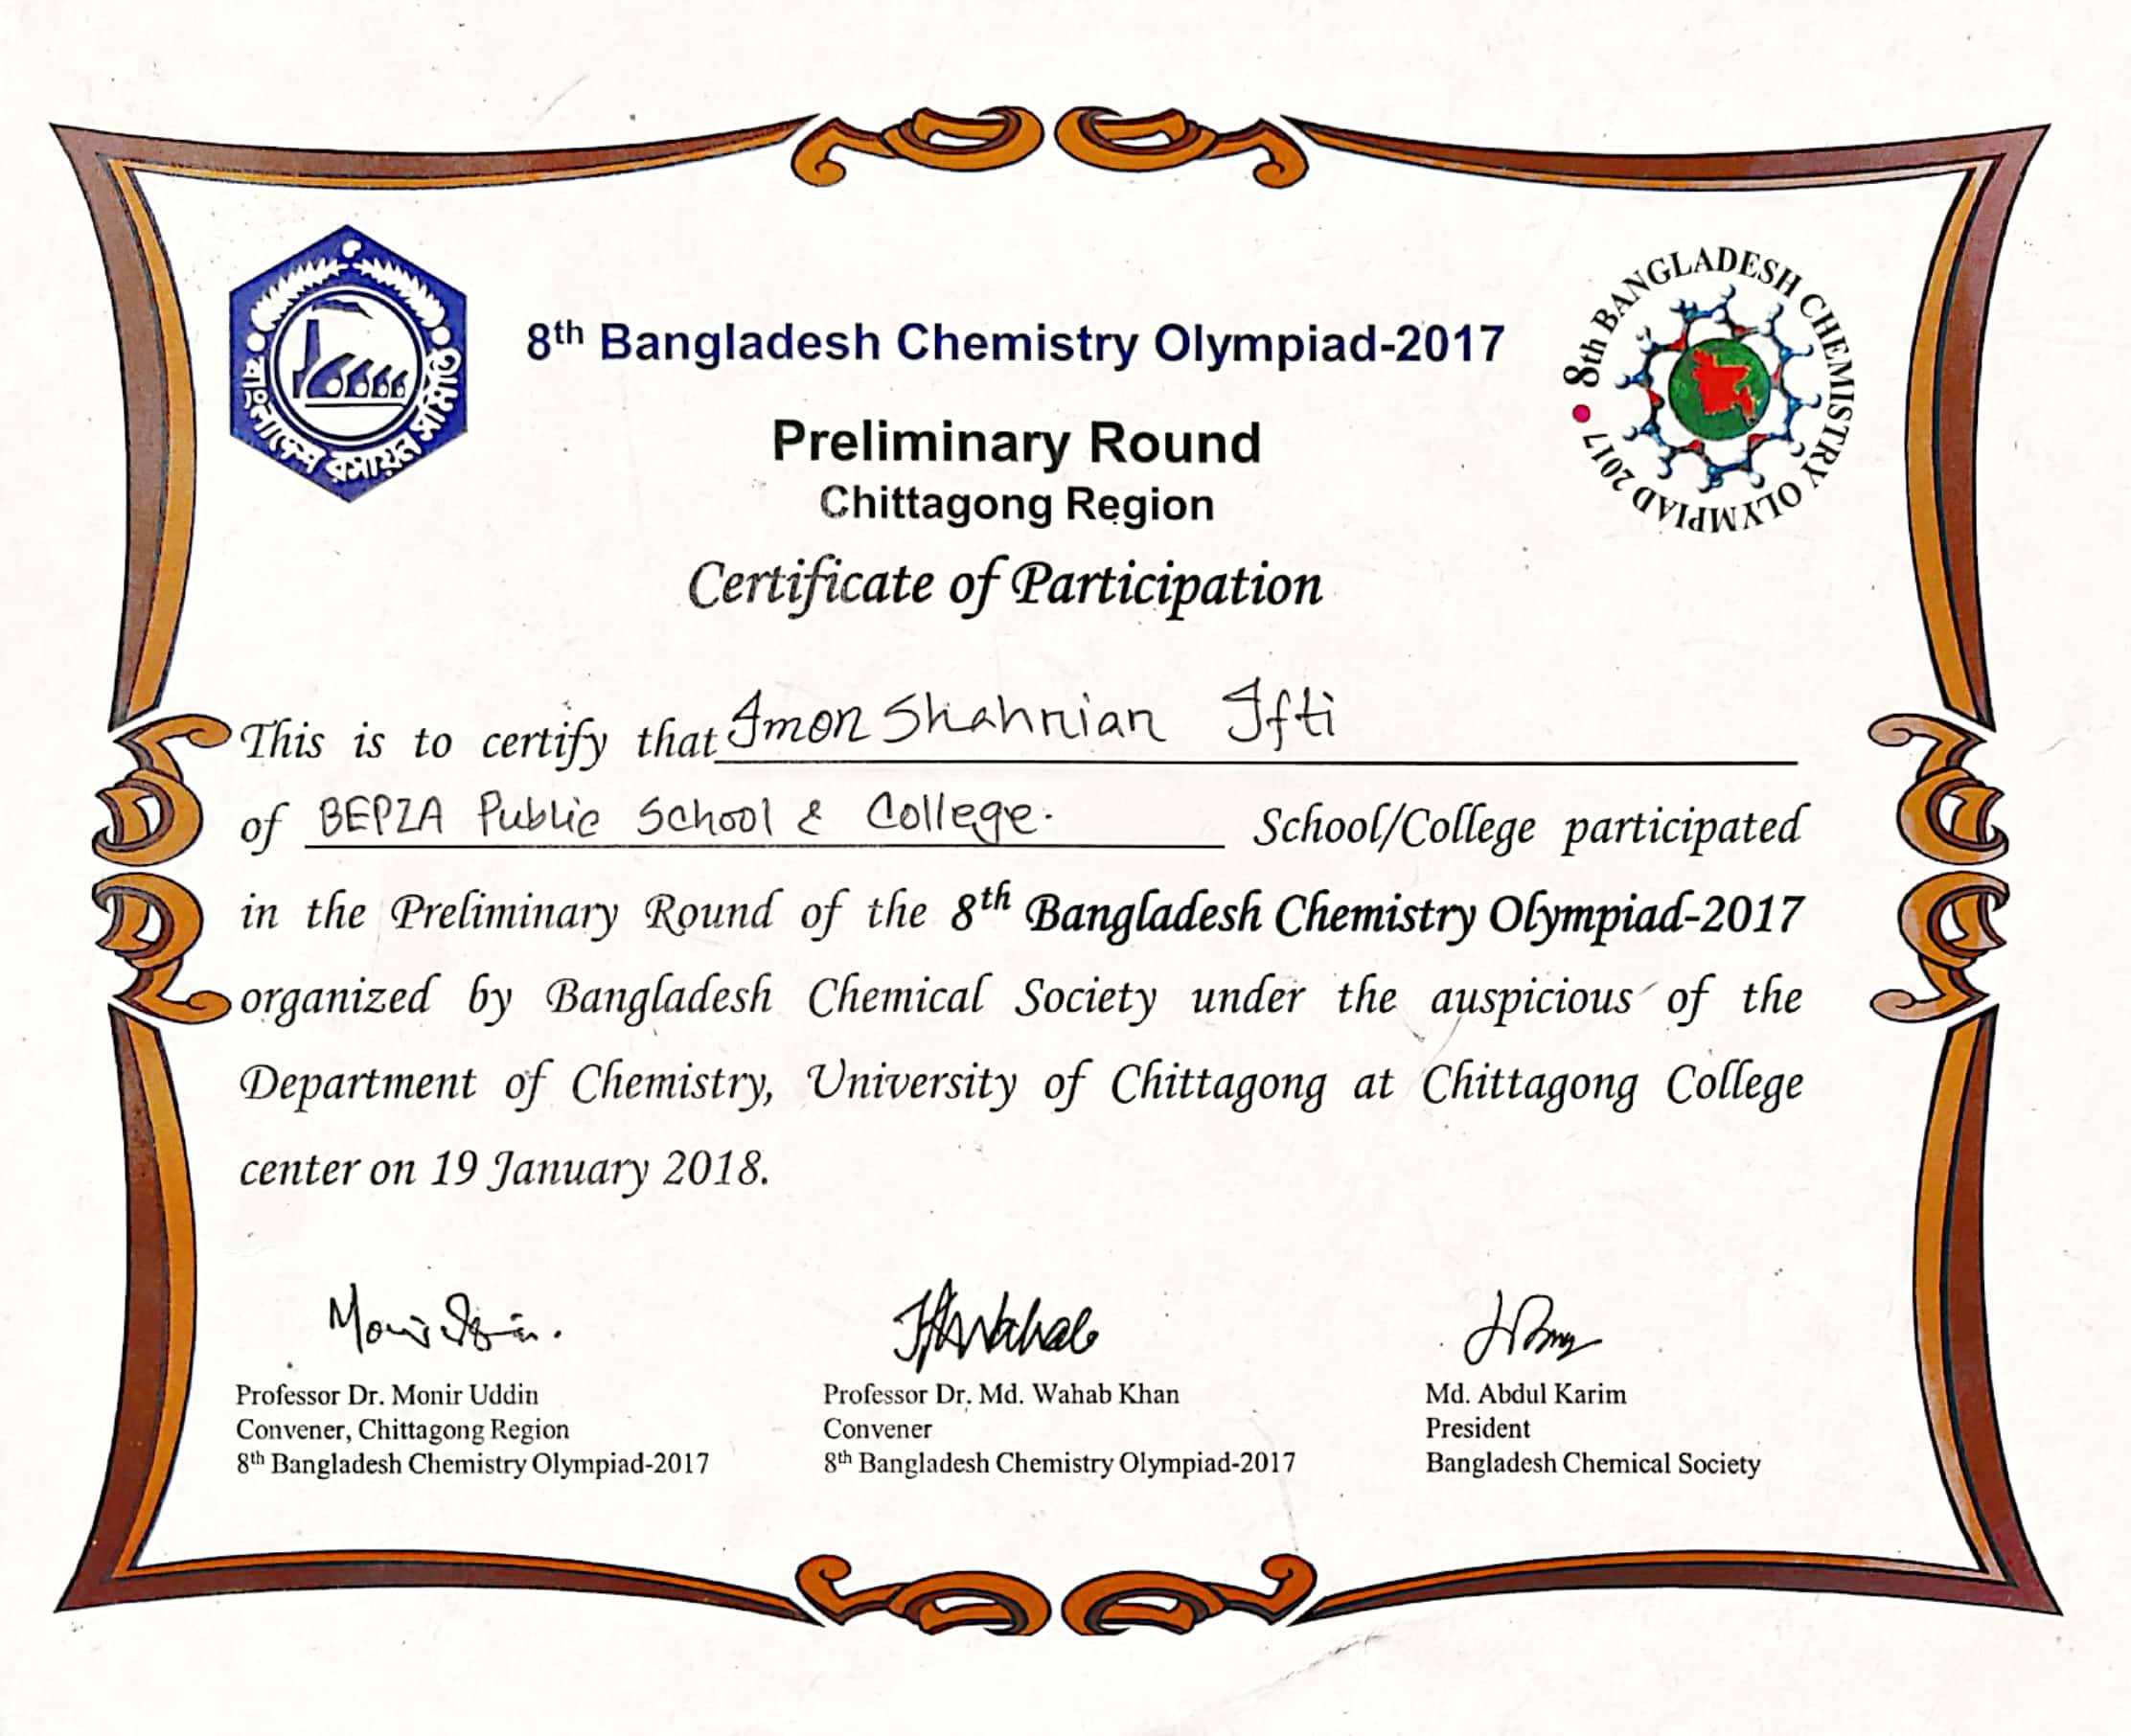 বাংলাদেশ রসায়ন সমিতি
8th Bangladesh Chemistry Olympiad-2017
8th BANGLADESH CHEMISTRY OLYMPIAD 2017
Preliminary Round
Chittagong Region
Certificate of Participation
This is to certify that Imon Shahnian Ifti
of BEPZA Public School & College. School/College participated
in the Preliminary Round of the 8th Bangladesh Chemistry Olympiad-2017
organized by Bangladesh Chemical Society under the auspicious of the
Department of Chemistry, University of Chittagong at Chittagong College
center on 19 January 2018.
Professor Dr. Monir Uddin
Convener, Chittagong Region
8th Bangladesh Chemistry Olympiad-2017
Professor Dr. Md. Wahab Khan
Convener
8th Bangladesh Chemistry Olympiad-2017
Md. Abdul Karim
President
Bangladesh Chemical Society